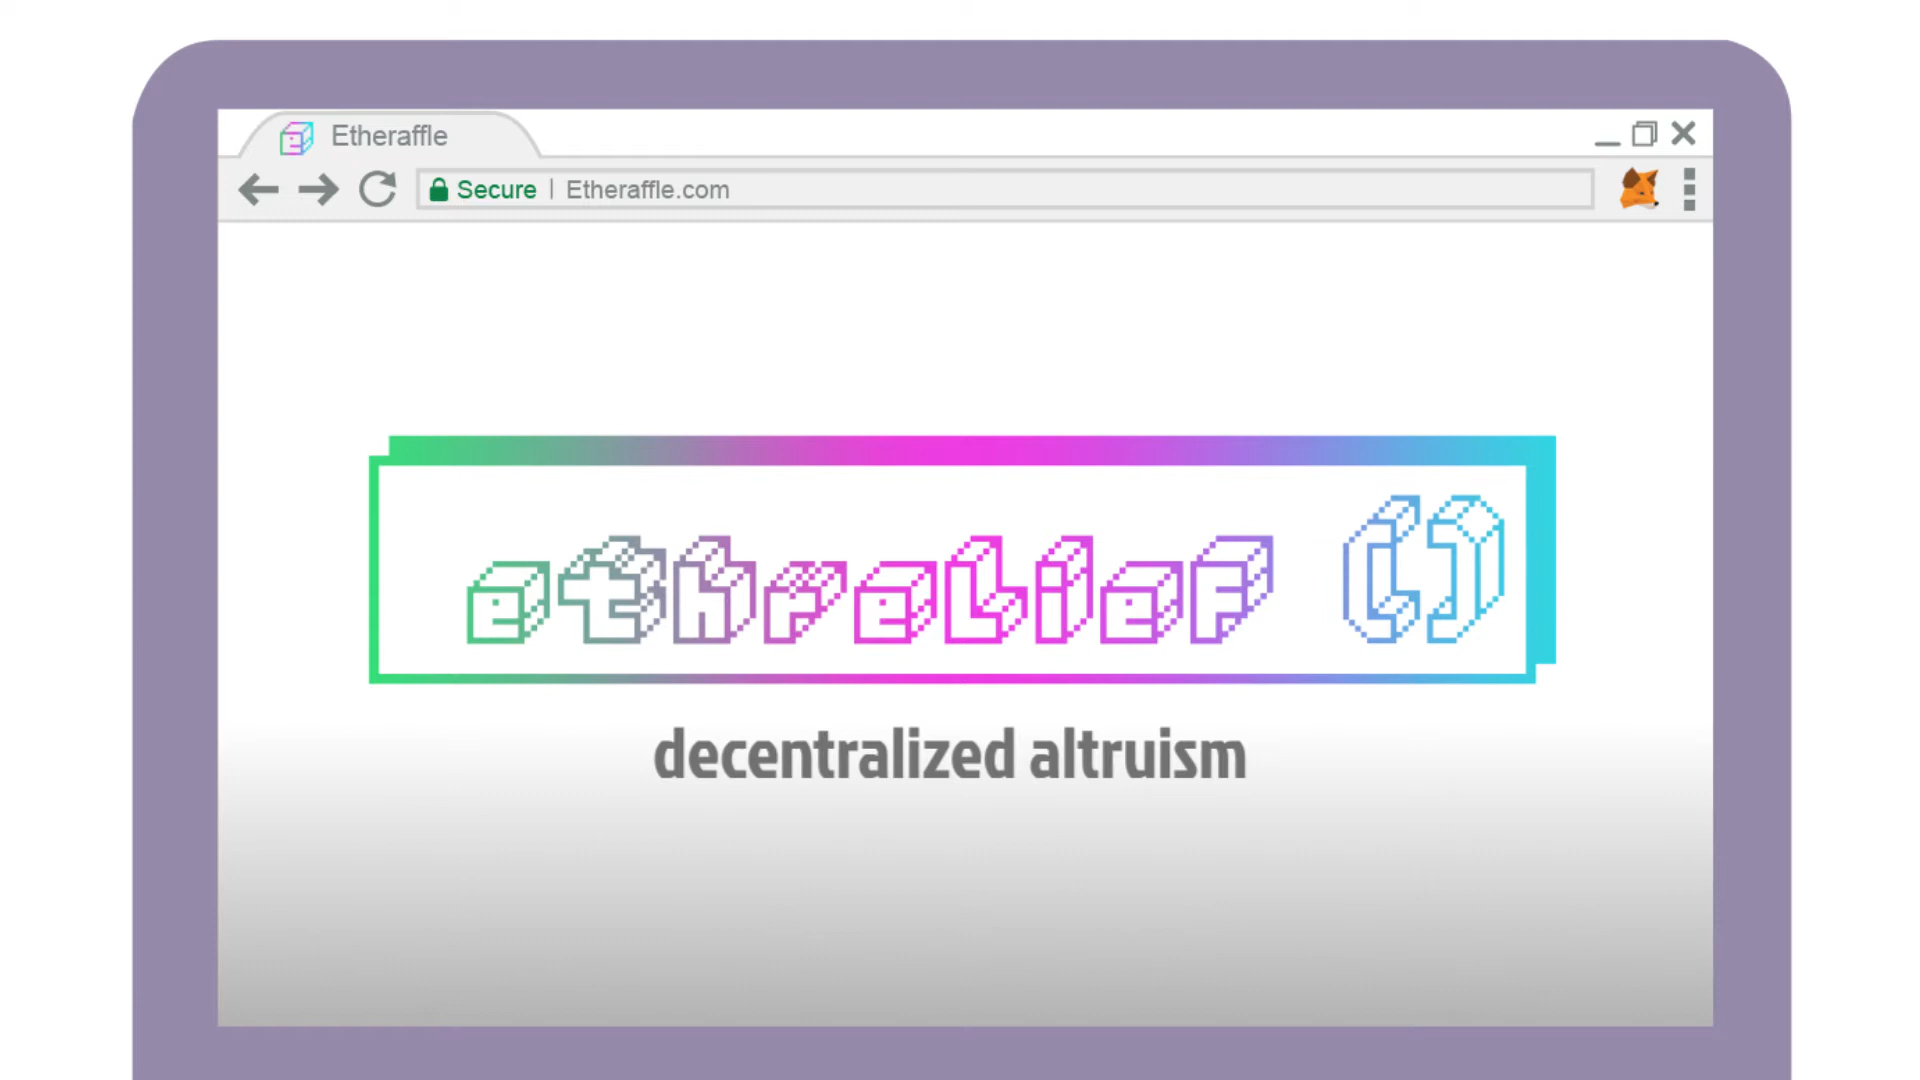 Etheraffle
Secure | Etheraffle.com
ethrelief ()
decentralized altruism